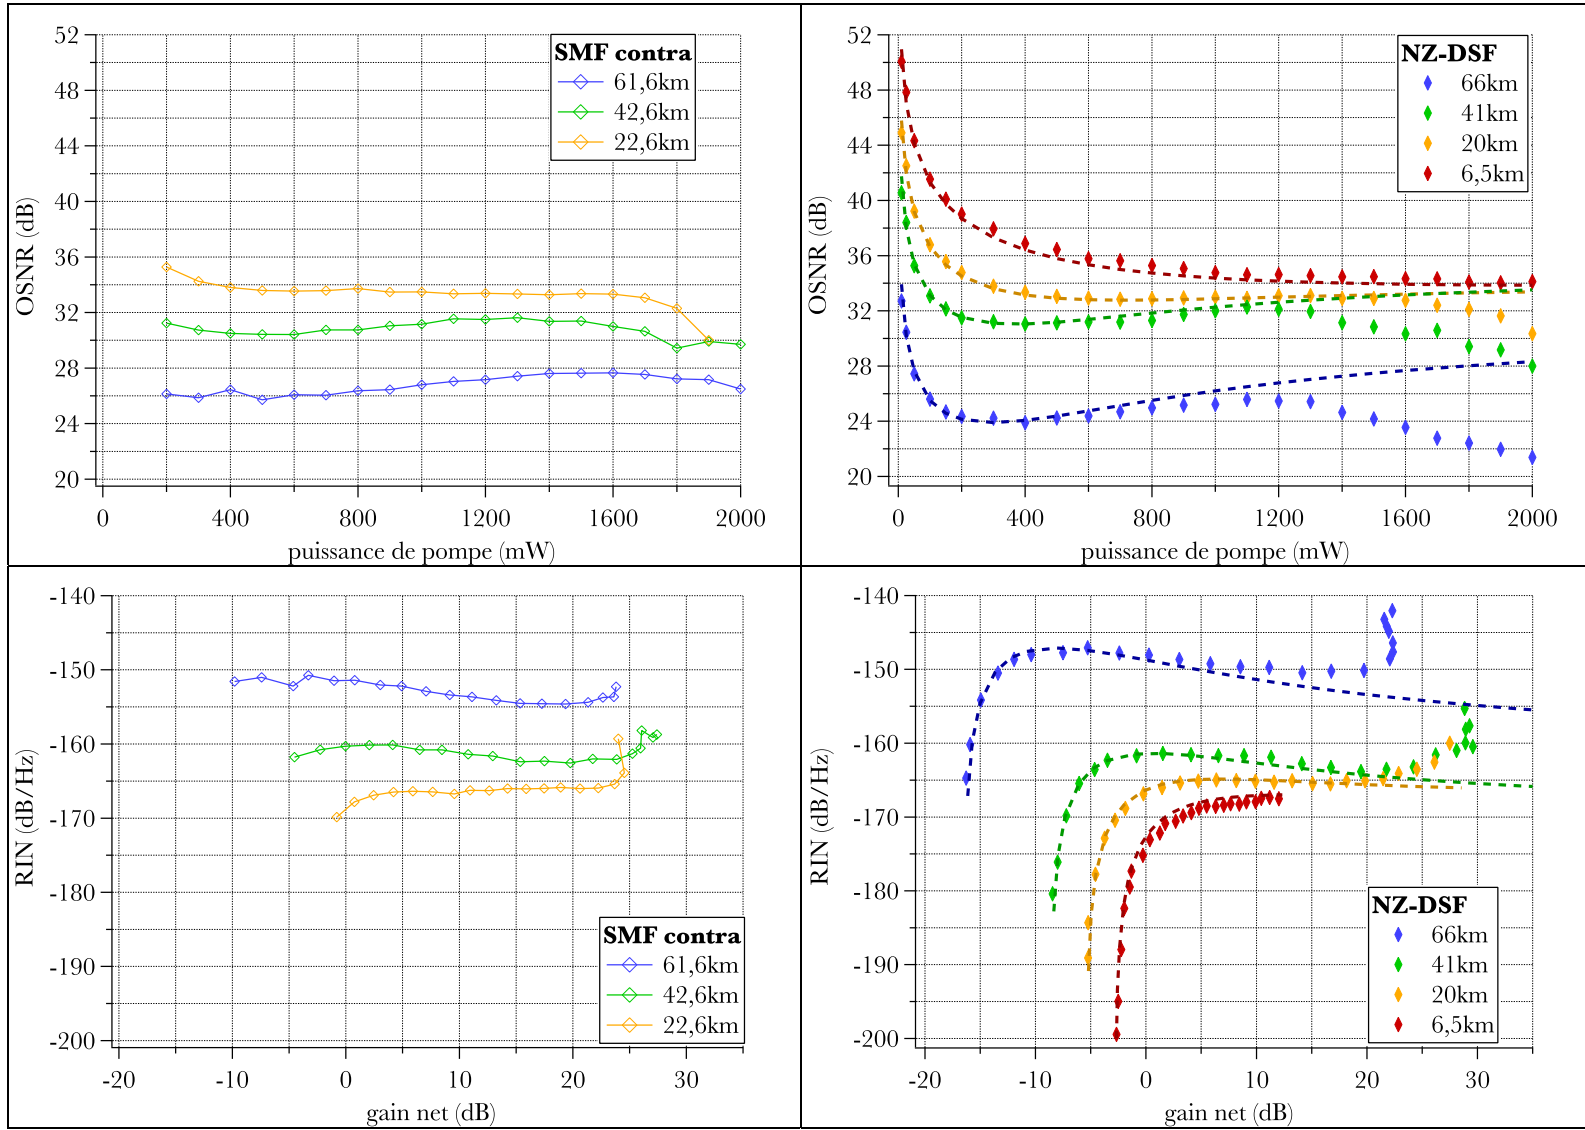 52
48
44
40
36
32
28
24
20
OSNR (dB)
SMF contra
61,6km
42,6km
22,6km
0 400 800 1200 1600 2000
puissance de pompe (mW)
52
48
44
40
36
32
28
24
20
OSNR (dB)
NZ-DSF
66km
41km
20km
6,5km
0 400 800 1200 1600 2000
puissance de pompe (mW)
-140
-150
-160
-170
-180
-190
-200
RIN (dB/Hz)
SMF contra
61,6km
42,6km
22,6km
-20 -10 0 10 20 30
gain net (dB)
-140
-150
-160
-170
-180
-190
-200
RIN (dB/Hz)
NZ-DSF
66km
41km
20km
6,5km
-20 -10 0 10 20 30
gain net (dB)